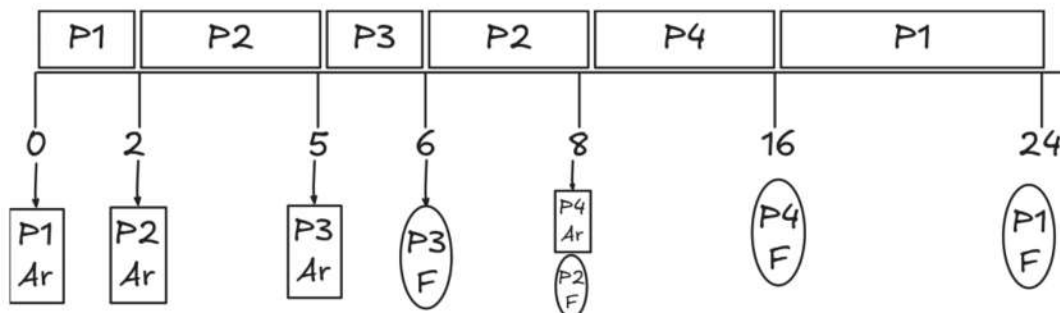 P1 P2 P3 P2 P4 P1
0 2 5 6 8 16 24
P1 Ar
P2 Ar
P3 Ar
P3 F
P4 Ar
P2 F
P4 F
P1 F